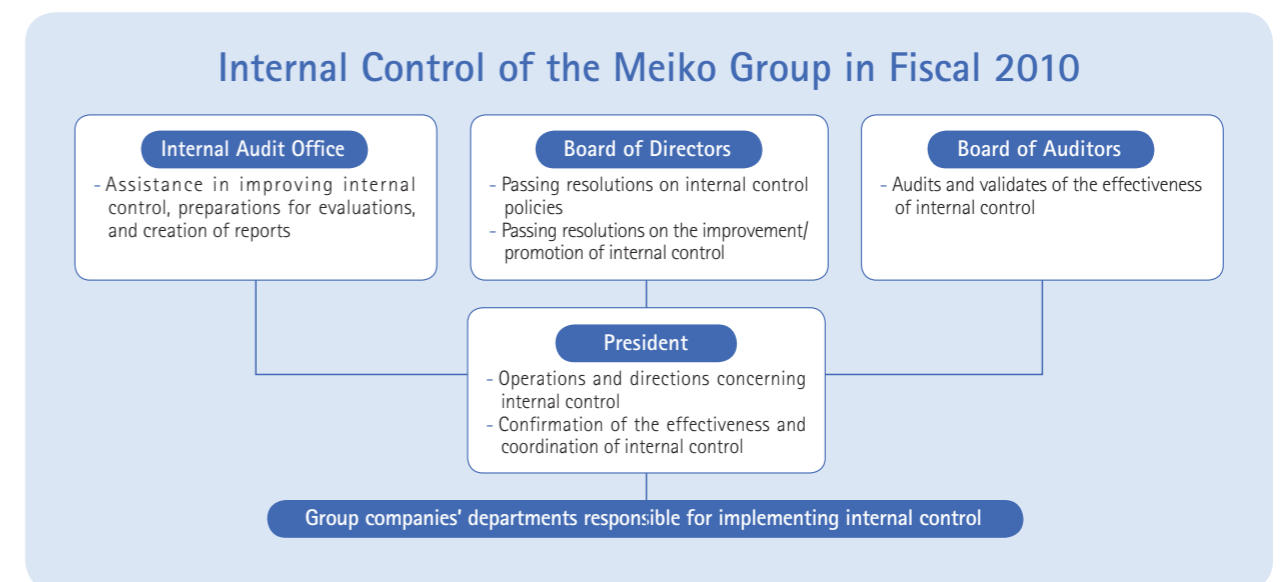 Internal Control of the Meiko Group in Fiscal 2010
Internal Audit Office
- Assistance in improving internal
control, preparations for evaluations,
and creation of reports
Board of Directors
- Passing resolutions on internal control
policies
- Passing resolutions on the improvement/
promotion of internal control
Board of Auditors
- Audits and validates of the effectiveness
of internal control
President
- Operations and directions concerning
internal control
- Confirmation of the effectiveness and
coordination of internal control
Group companies' departments responsible for implementing internal control